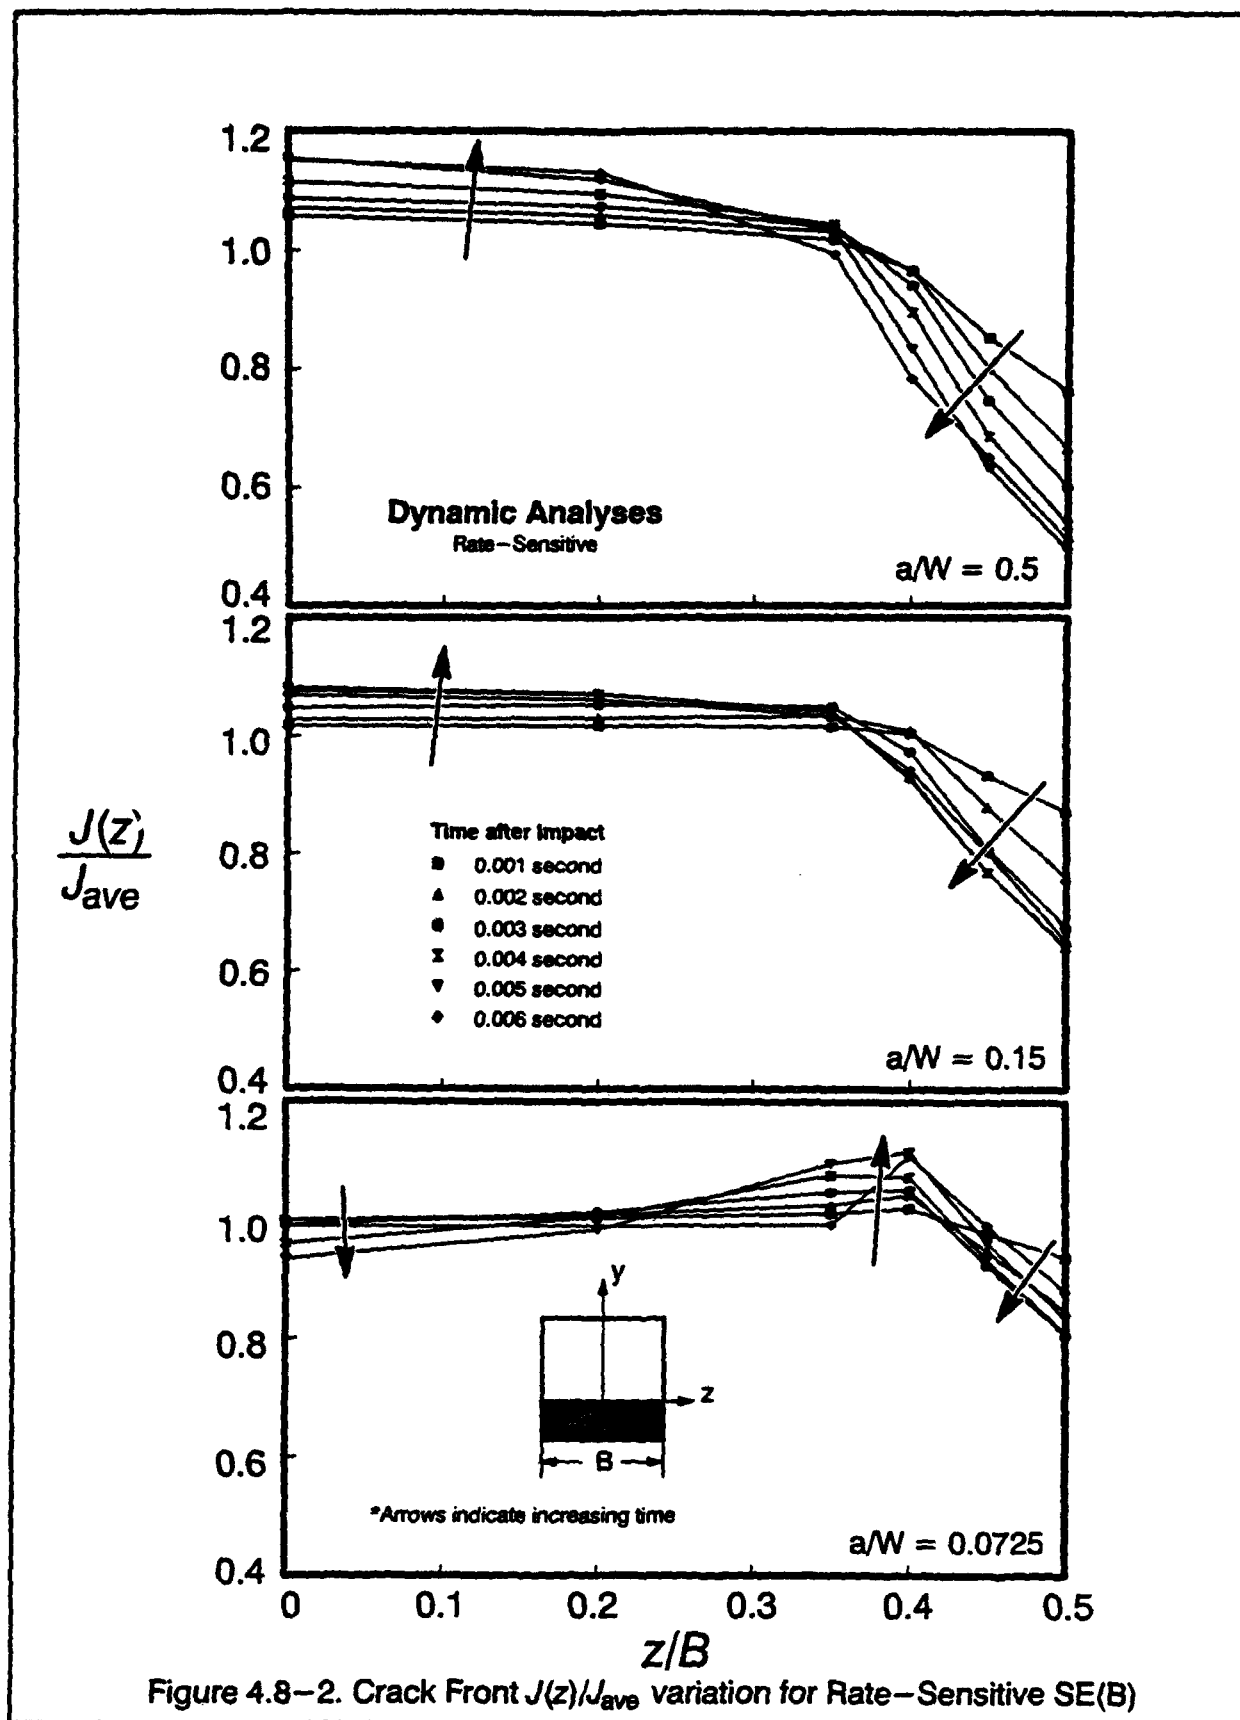 1.2
1.0
0.8
0.6
0.4
Dynamic Analyses
Rate-Sensitive
a/W = 0.5
1.2
1.0
0.8
0.6
0.4
J(z)
Jave
Time after Impact
0.001 second
0.002 second
0.003 second
0.004 second
0.005 second
0.006 second
a/W = 0.15
1.2
1.0
0.8
0.6
0.4
y
z
B
*Arrows indicate increasing time
a/W = 0.0725
0 0.1 0.2 0.3 0.4 0.5
z/B
Figure 4.8-2. Crack Front J(z)/Jave variation for Rate-Sensitive SE(B)